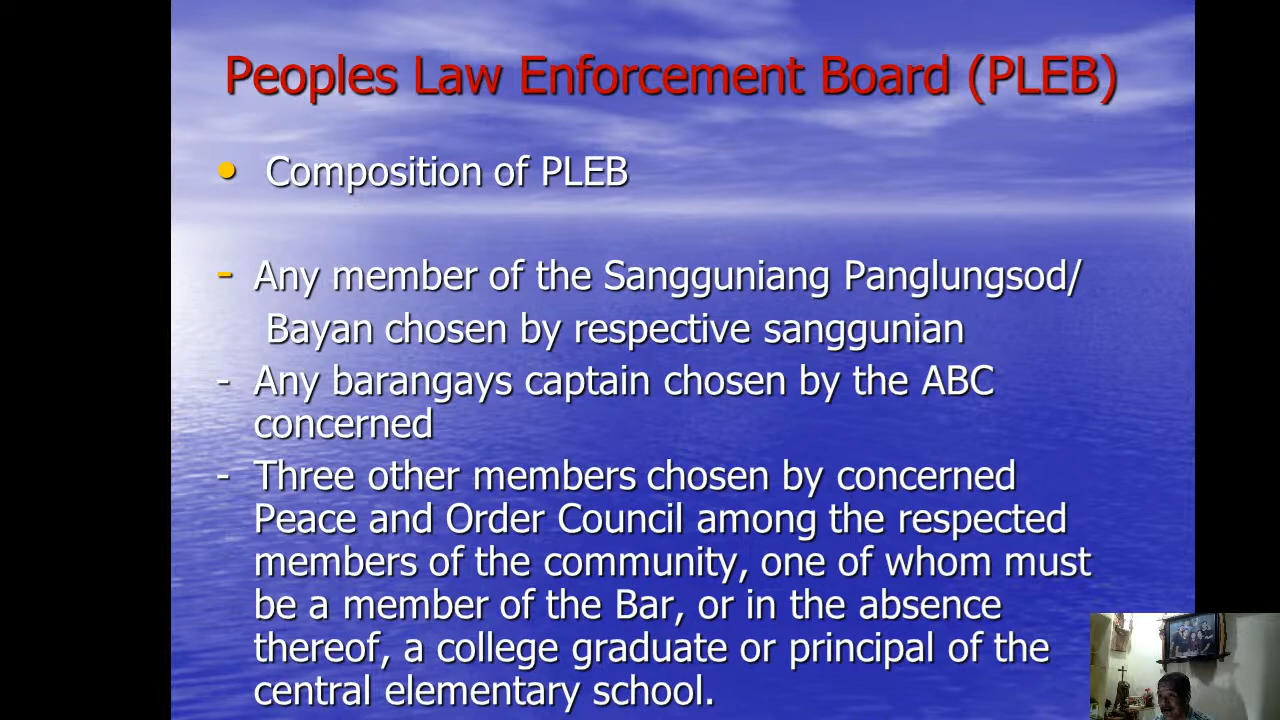 Peoples Law Enforcement Board (PLEB)
• Composition of PLEB
- Any member of the Sangguniang Panglungsod/
Bayan chosen by respective sanggunian
- Any barangays captain chosen by the ABC
concerned
- Three other members chosen by concerned
Peace and Order Council among the respected
members of the community, one of whom must
be a member of the Bar, or in the absence
thereof, a college graduate or principal of the
central elementary school.